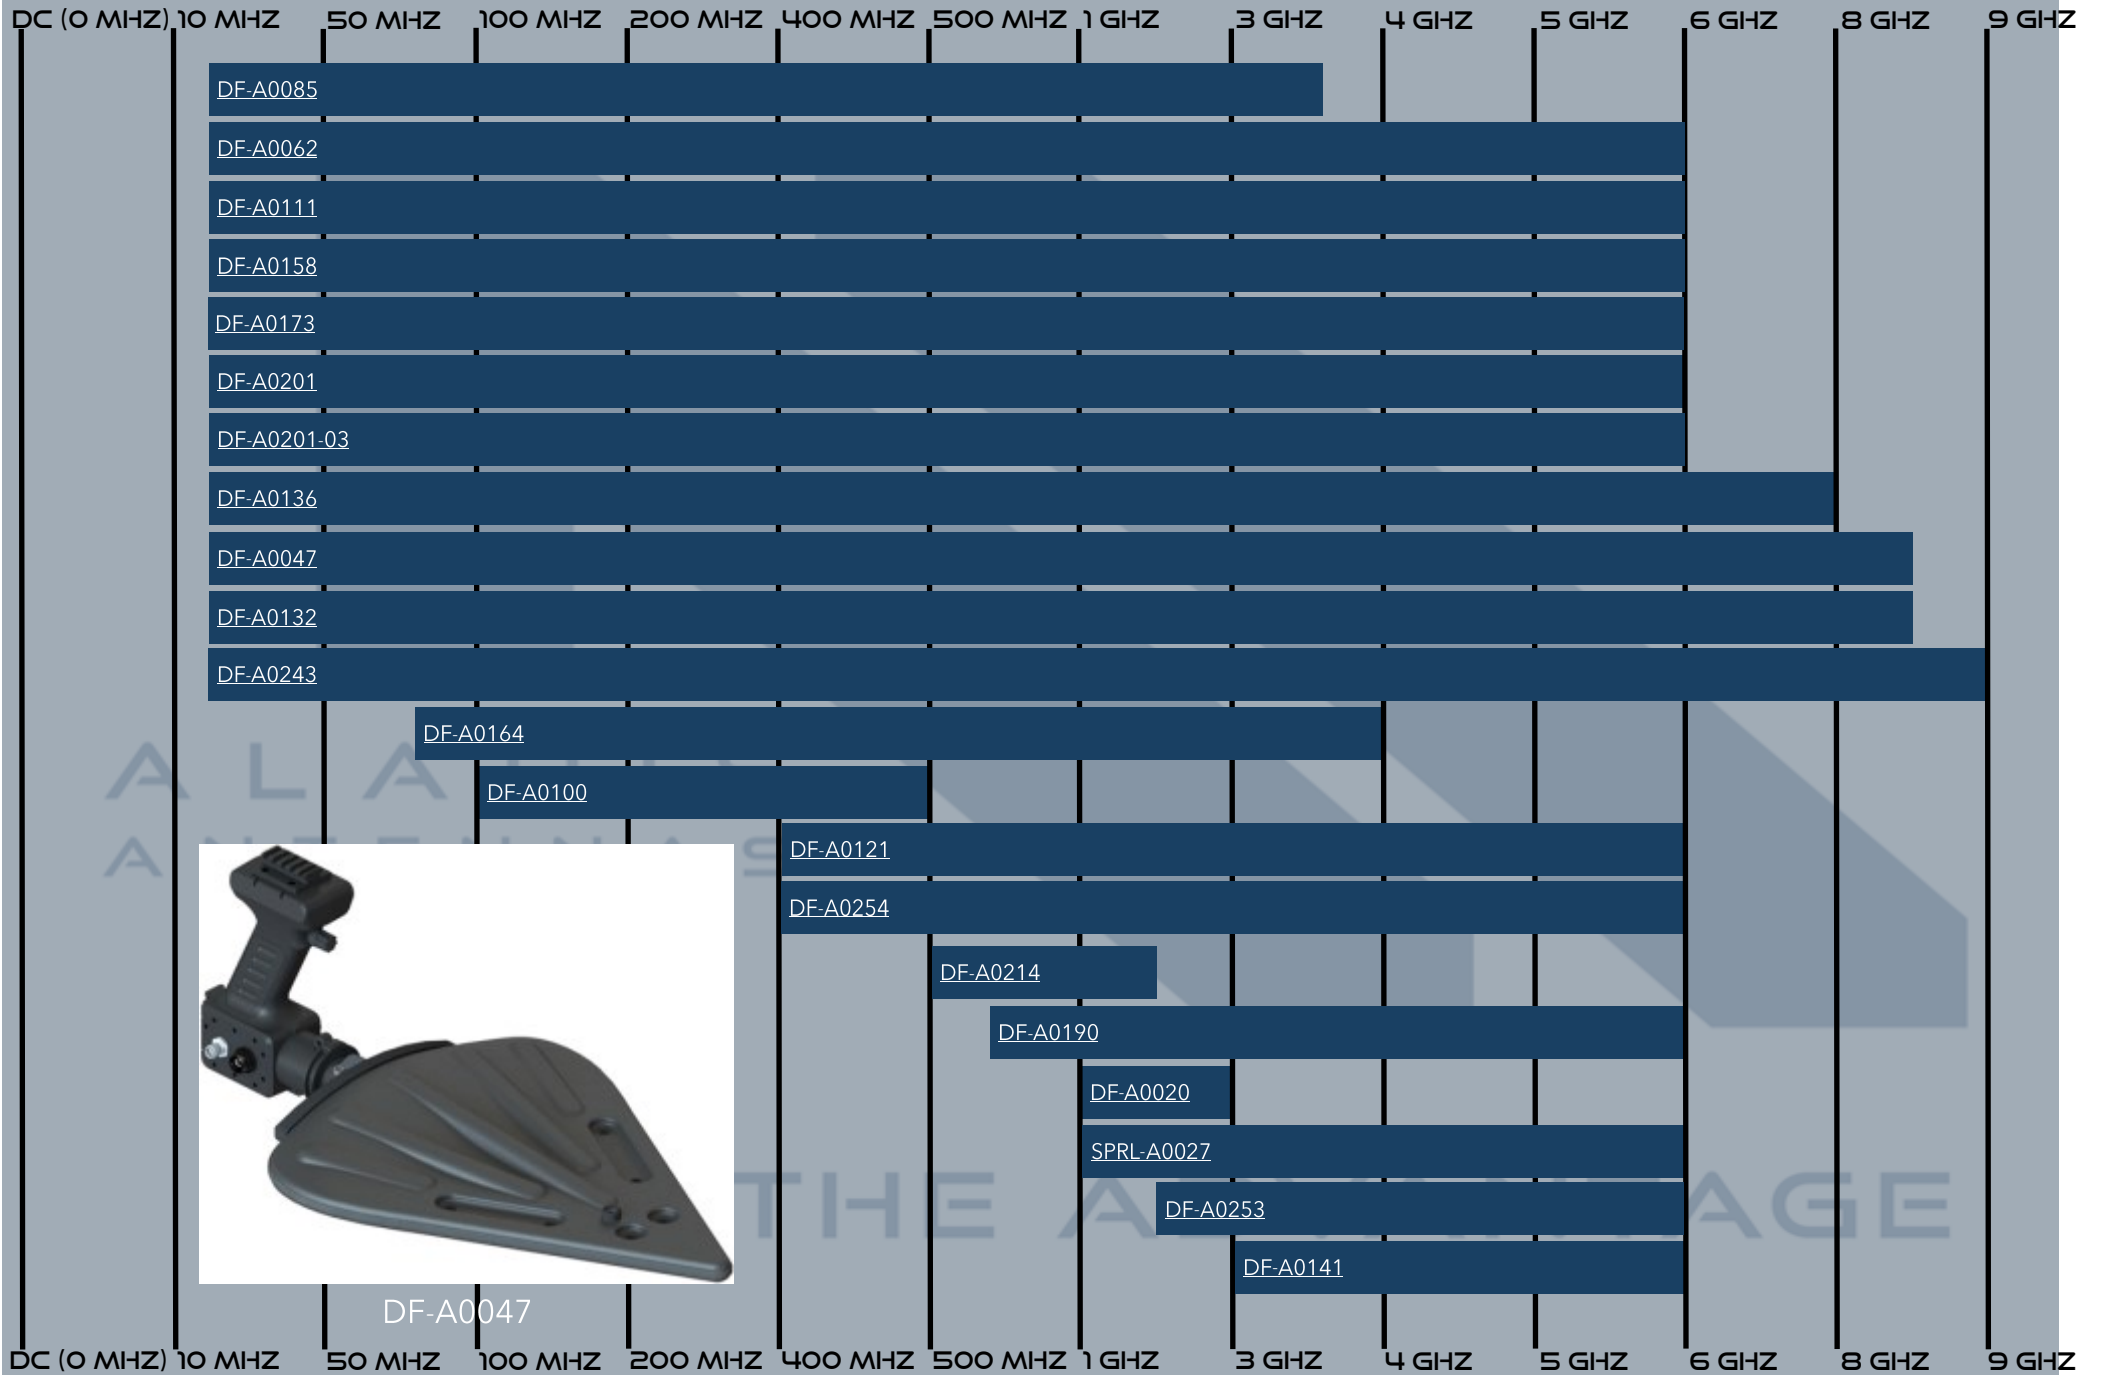 DC (0 MHZ) 10 MHZ 50 MHZ 100 MHZ 200 MHZ 400 MHZ 500 MHZ 1 GHZ 3 GHZ 4 GHZ 5 GHZ 6 GHZ 8 GHZ 9 GHZ
DF-A0085
DF-A0062
DF-A0111
DF-A0158
DF-A0173
DF-A0201
DF-A0201-03
DF-A0136
DF-A0047
DF-A0132
DF-A0243
DF-A0164
DF-A0100
DF-A0121
DF-A0254
DF-A0214
DF-A0190
DF-A0020
SPRL-A0027
DF-A0253
DF-A0141
DF-A0047
DC (0 MHZ) 10 MHZ 50 MHZ 100 MHZ 200 MHZ 400 MHZ 500 MHZ 1 GHZ 3 GHZ 4 GHZ 5 GHZ 6 GHZ 8 GHZ 9 GHZ